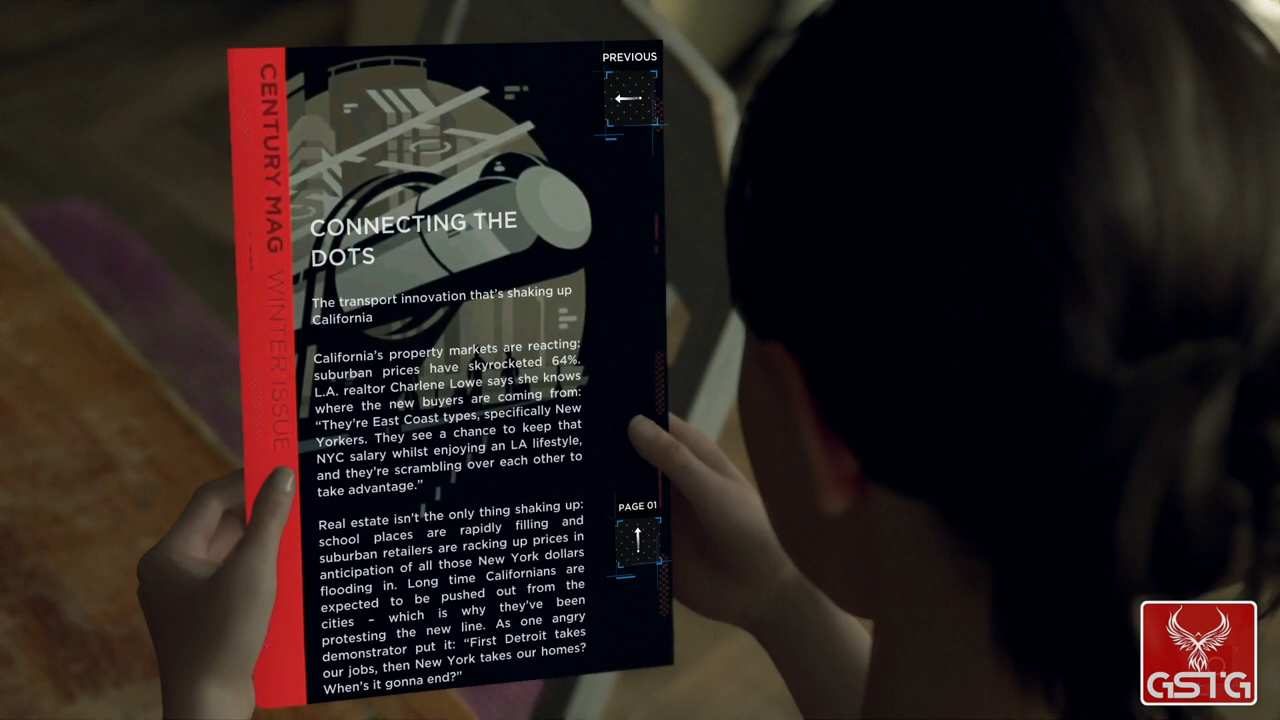 CENTURY MAG WINTER ISSUE
PREVIOUS
CONNECTING THE
DOTS
The transport innovation that's shaking up
California
California's property markets are reacting:
suburban prices have skyrocketed 64%.
L.A. realtor Charlene Lowe says she knows
where the new buyers are coming from:
“They're East Coast types, specifically New
Yorkers. They see a chance to keep that
NYC salary whilst enjoying an LA lifestyle,
and they're scrambling over each other to
take advantage.”
Real estate isn't the only thing shaking up:
school places are rapidly filling and
suburban retailers are racking up prices in
anticipation of all those New York dollars
flooding in. Long time Californians are
expected to be pushed out from the
cities – which is why they've been
protesting the new line. As one angry
demonstrator put it: “First Detroit takes
our jobs, then New York takes our homes?
When's it gonna end?”
PAGE 01
GSTG